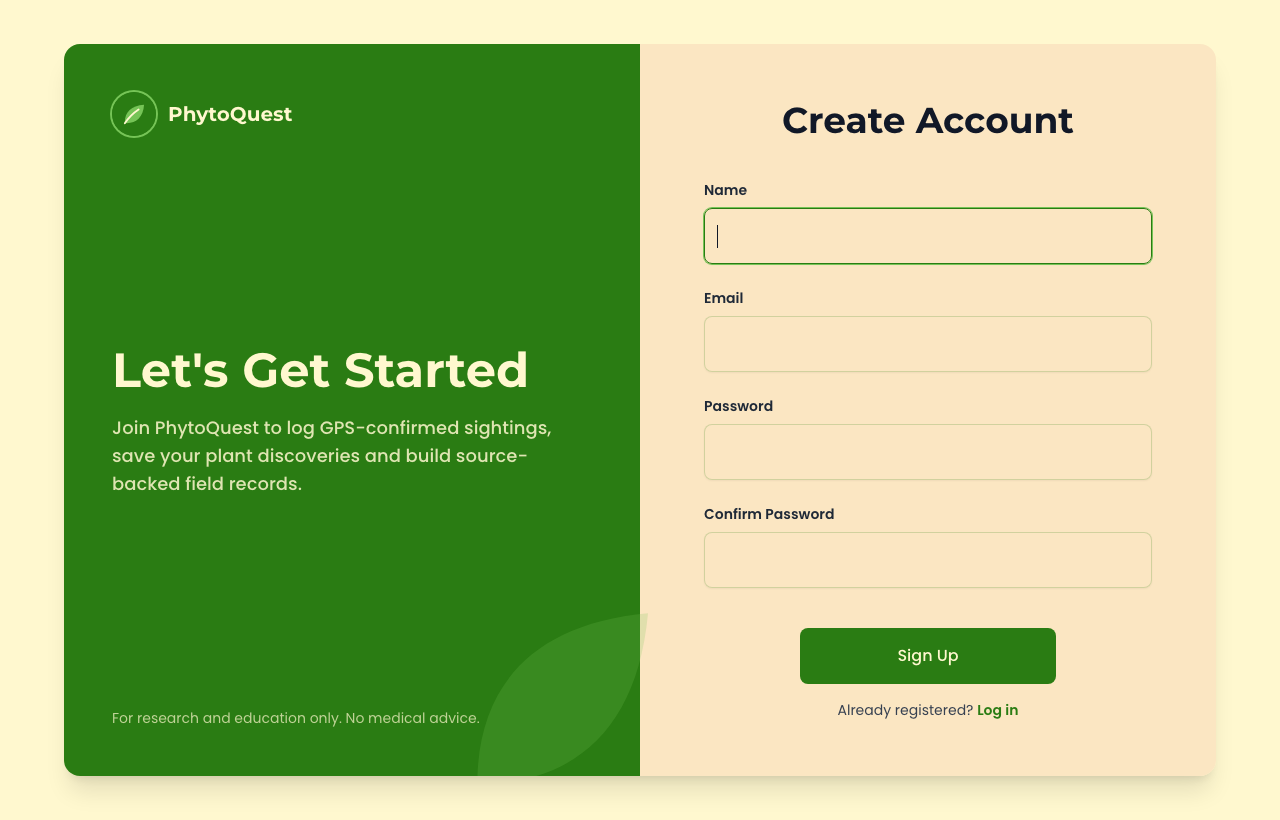 PhytoQuest
Let's Get Started
Join PhytoQuest to log GPS-confirmed sightings,
save your plant discoveries and build source-
backed field records.
For research and education only. No medical advice.
Create Account
Name
Email
Password
Confirm Password
Sign Up
Already registered? Log in